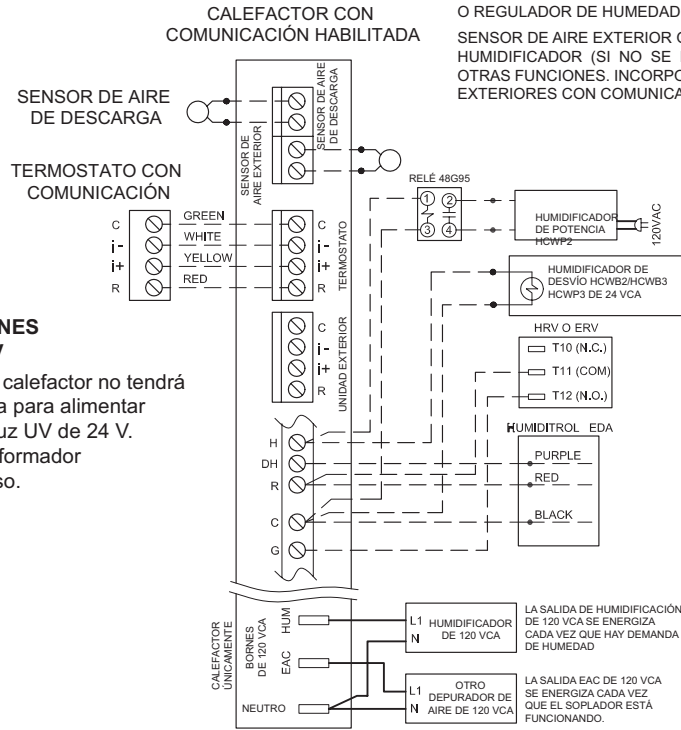 CALEFACTOR CON
COMUNICACIÓN HABILITADA
O REGULADOR DE HUMEDAD
SENSOR DE AIRE EXTERIOR
HUMIDIFICADOR (SI NO SE
OTRAS FUNCIONES.
EXTERIORES CON
SENSOR DE AIRE
DE DESCARGA
SENSOR DE AIRE
DE DESCARGA
SENSOR DE
AIRE EXTERIOR
TERMOSTATO CON
COMUNICACIÓN
C
i-
i+
R
GREEN
WHITE
YELLOW
RED
C
i-
i+
R
TERMOSTATO
C
i-
i+
R
UNIDAD EXTERIOR
RELÉ 48G95
1
2
3
4
HUMIDIFICADOR
DE POTENCIA
HCWP2
120VAC
HUMIDIFICADOR DE
DESVÍO HCWB2/HCWB3
HCWP3 DE 24 VCA
HRV O ERV
T10 (N.C.)
T11 (COM)
T12 (N.O.)
HUMIDITROL EDA
PURPLE
RED
BLACK
H
DH
R
C
G
calefactor no tendrá
para alimentar
UV de 24 V.
CALEFACTOR
ÚNICAMENTE
BORNES
DE 120 VCA
HUM
EAC
NEUTRO
L1
N
HUMIDIFICADOR
DE 120 VCA
LA SALIDA DE HUMIDIFICACIÓN
DE 120 VCA SE ENERGIZA
CADA VEZ QUE HAY DEMANDA
DE HUMEDAD
L1
N
OTRO
DEPURADOR DE
AIRE DE 120 VCA
LA SALIDA EAC DE 120 VCA
SE ENERGIZA CADA VEZ
QUE EL SOPLADOR ESTÁ
FUNCIONANDO.